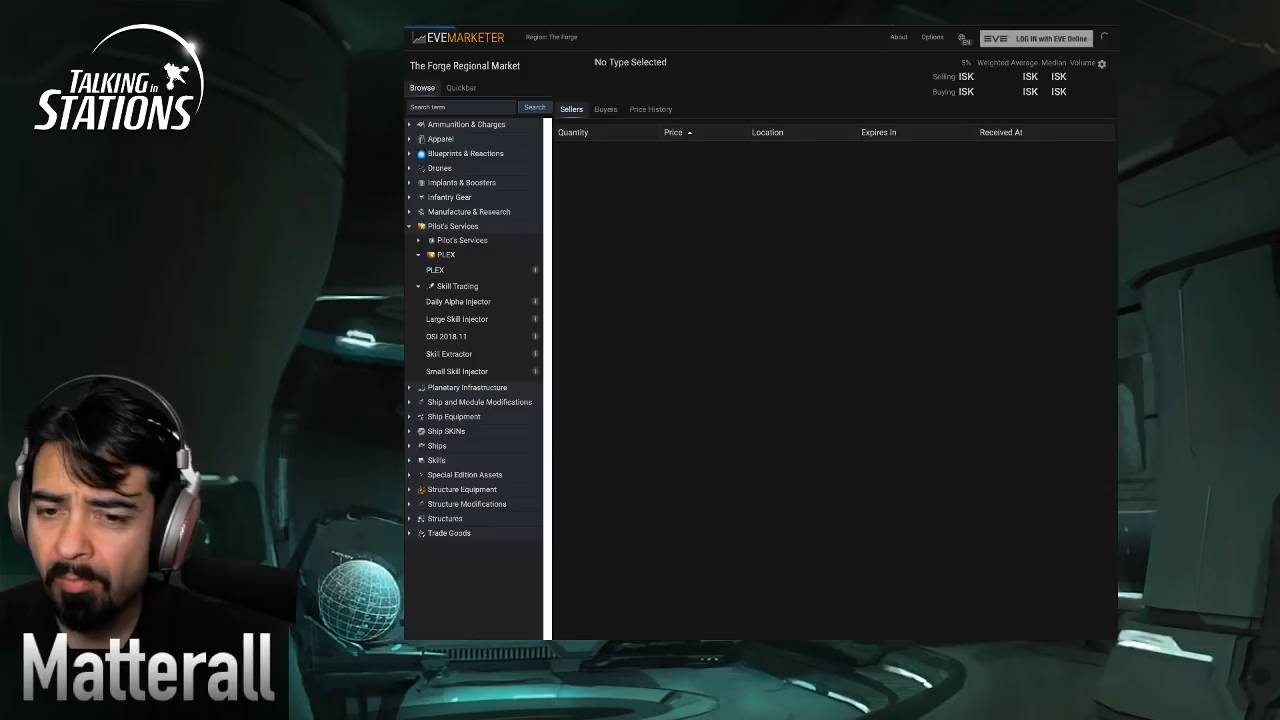 TALKING in
STATIONS
EVEMARKETER
Region: The Forge
About
Options
EN
EVE LOG IN with EVE Online
The Forge Regional Market
No Type Selected
5% Weighted Average Median Volume
Selling ISK ISK ISK
Buying ISK ISK ISK
Browse
Quickbar
Search term
Search
Sellers
Buyers
Price History
Quantity
Price
Location
Expires In
Received At
Ammunition & Charges
Apparel
Blueprints & Reactions
Drones
Implants & Boosters
Infantry Gear
Manufacture & Research
Pilot's Services
Pilot's Services
PLEX
PLEX
Skill Trading
Daily Alpha Injector
Large Skill Injector
OSI 2018.11
Skill Extractor
Small Skill Injector
Planetary Infrastructure
Ship and Module Modifications
Ship Equipment
Ship SKINs
Ships
Skills
Special Edition Assets
Structure Equipment
Structure Modifications
Structures
Trade Goods
Matterall